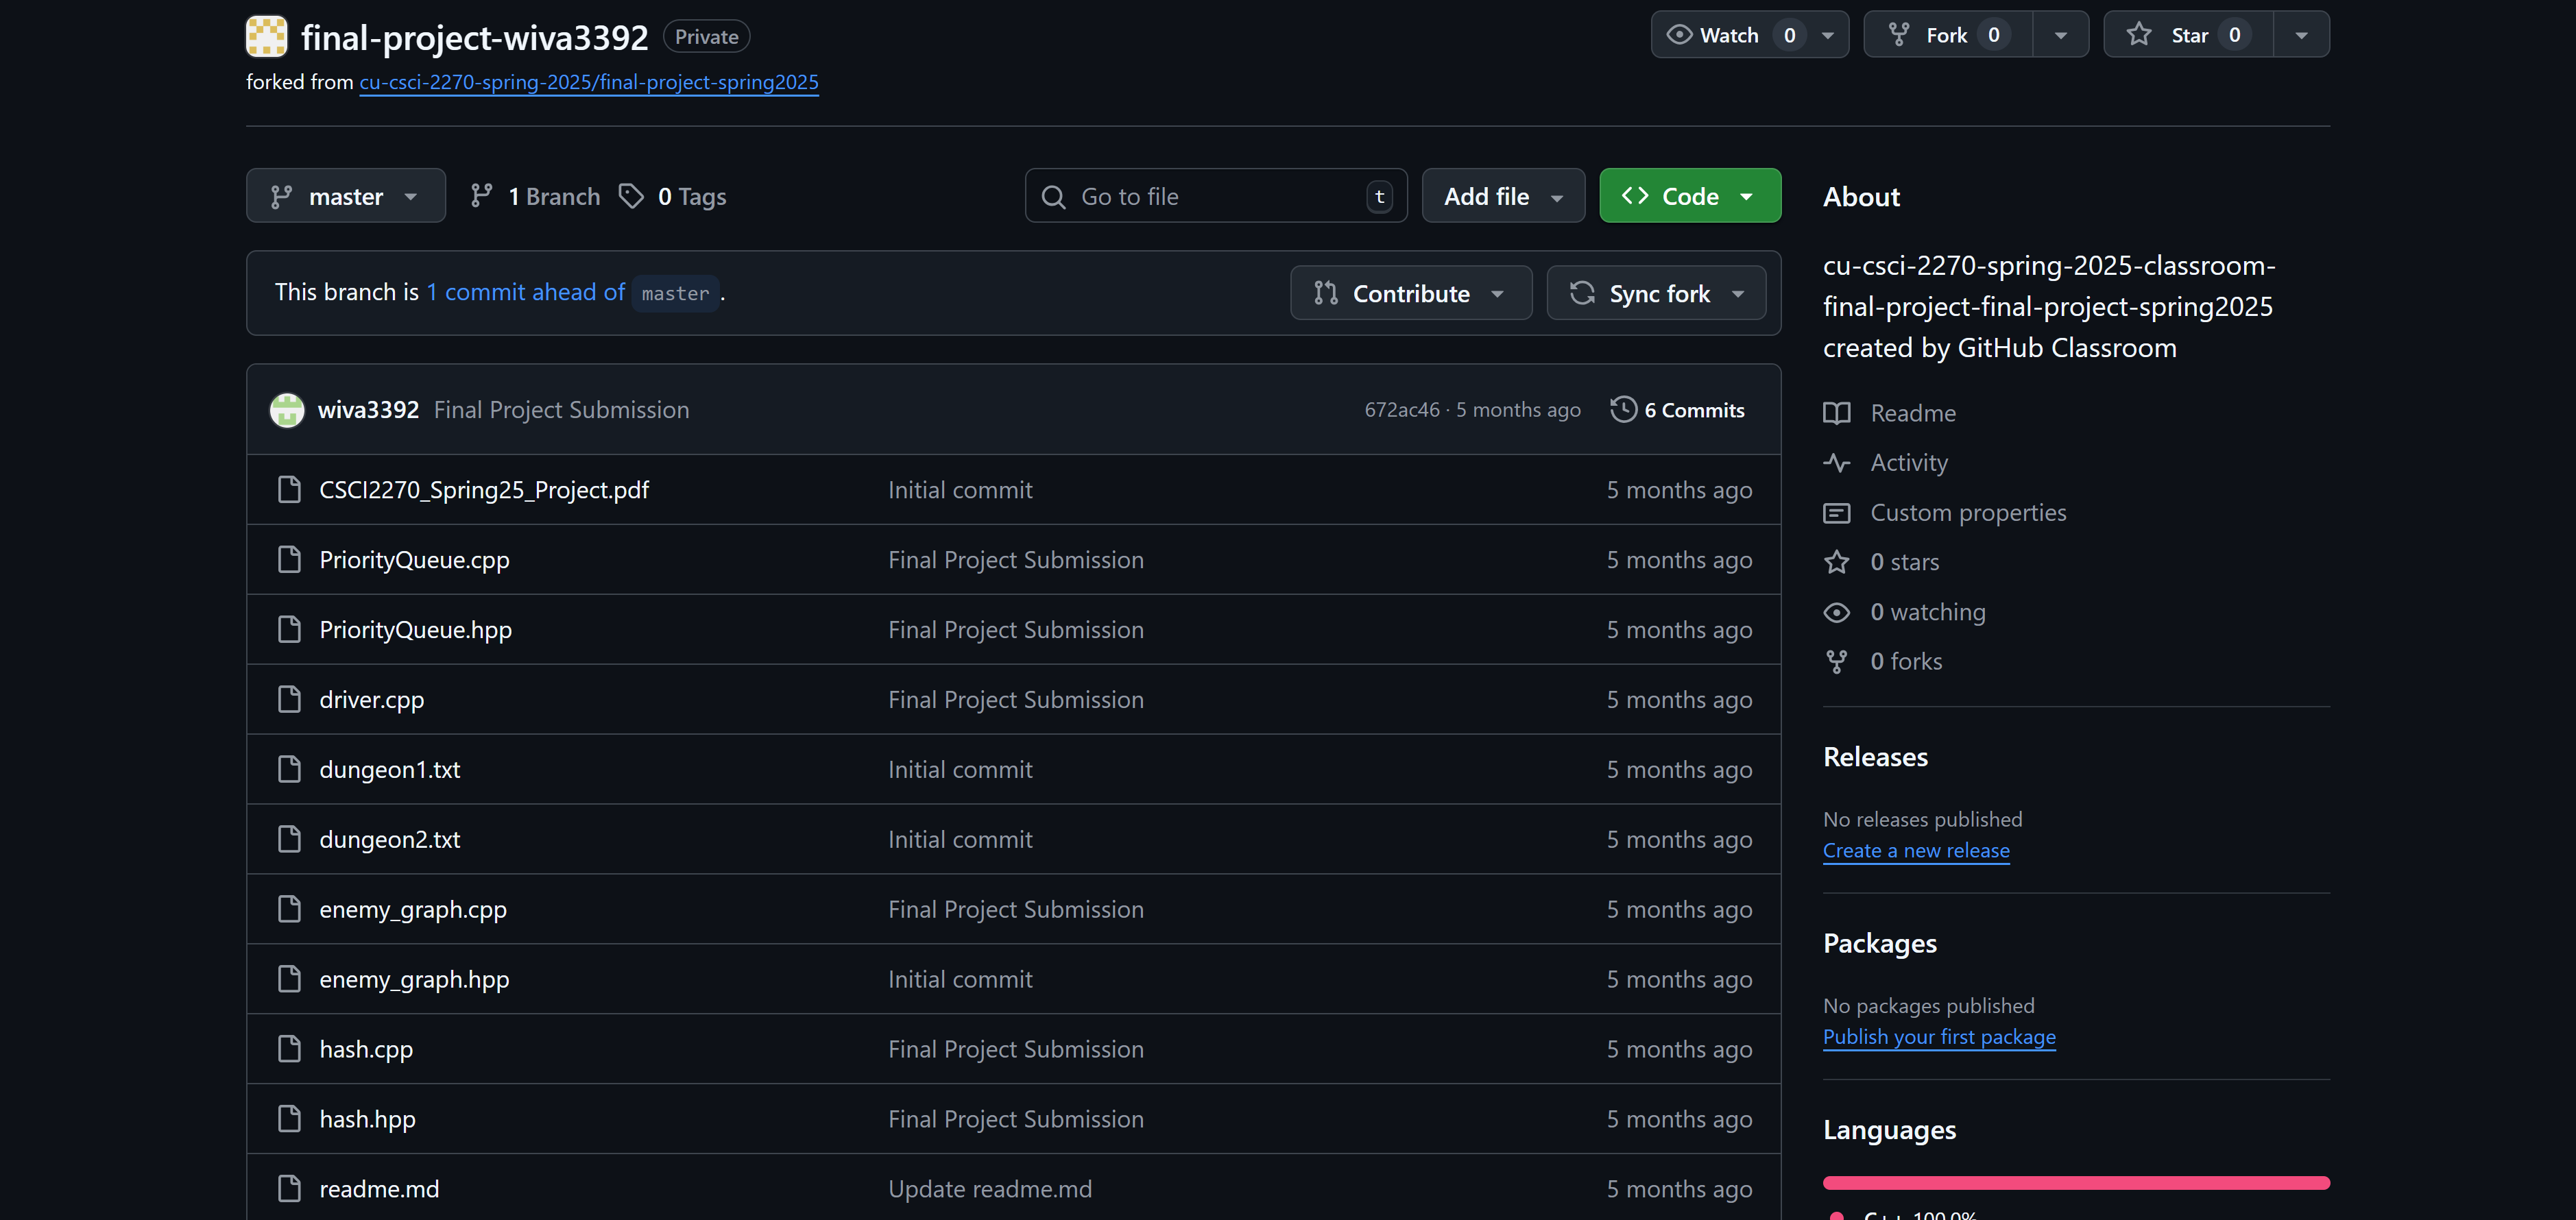 final-project-wiva3392 Private Watch 0 Fork 0 Star 0
forked from cu-csci-2270-spring-2025/final-project-spring2025
master 1 Branch 0 Tags Go to file t Add file Code
This branch is 1 commit ahead of master . Contribute Sync fork
wiva3392 Final Project Submission 672ac46 · 5 months ago 6 Commits
CSCI2270_Spring25_Project.pdf Initial commit 5 months ago
PriorityQueue.cpp Final Project Submission 5 months ago
PriorityQueue.hpp Final Project Submission 5 months ago
driver.cpp Final Project Submission 5 months ago
dungeon1.txt Initial commit 5 months ago
dungeon2.txt Initial commit 5 months ago
enemy_graph.cpp Final Project Submission 5 months ago
enemy_graph.hpp Initial commit 5 months ago
hash.cpp Final Project Submission 5 months ago
hash.hpp Final Project Submission 5 months ago
readme.md Update readme.md 5 months ago
About
cu-csci-2270-spring-2025-classroom-
final-project-final-project-spring2025
created by GitHub Classroom
Readme
Activity
Custom properties
0 stars
0 watching
0 forks
Releases
No releases published
Create a new release
Packages
No packages published
Publish your first package
Languages
C++ 100.0%